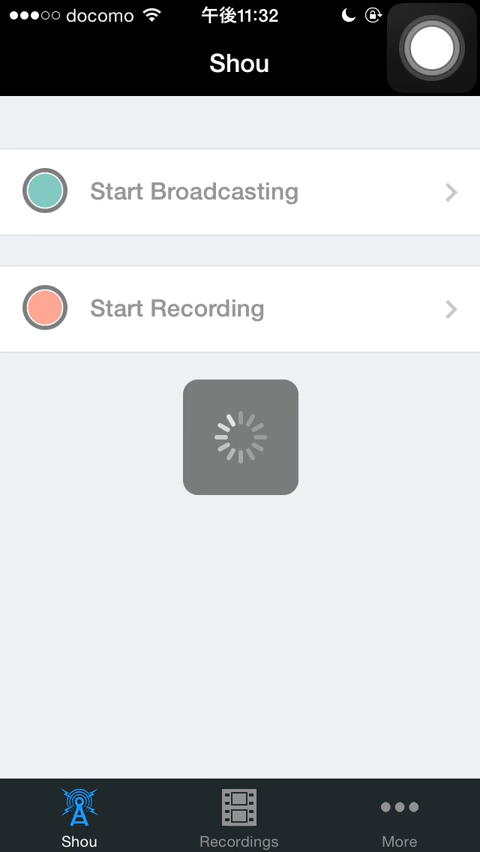 docomo 午後11:32
Shou
Start Broadcasting
Start Recording
Shou Recordings More